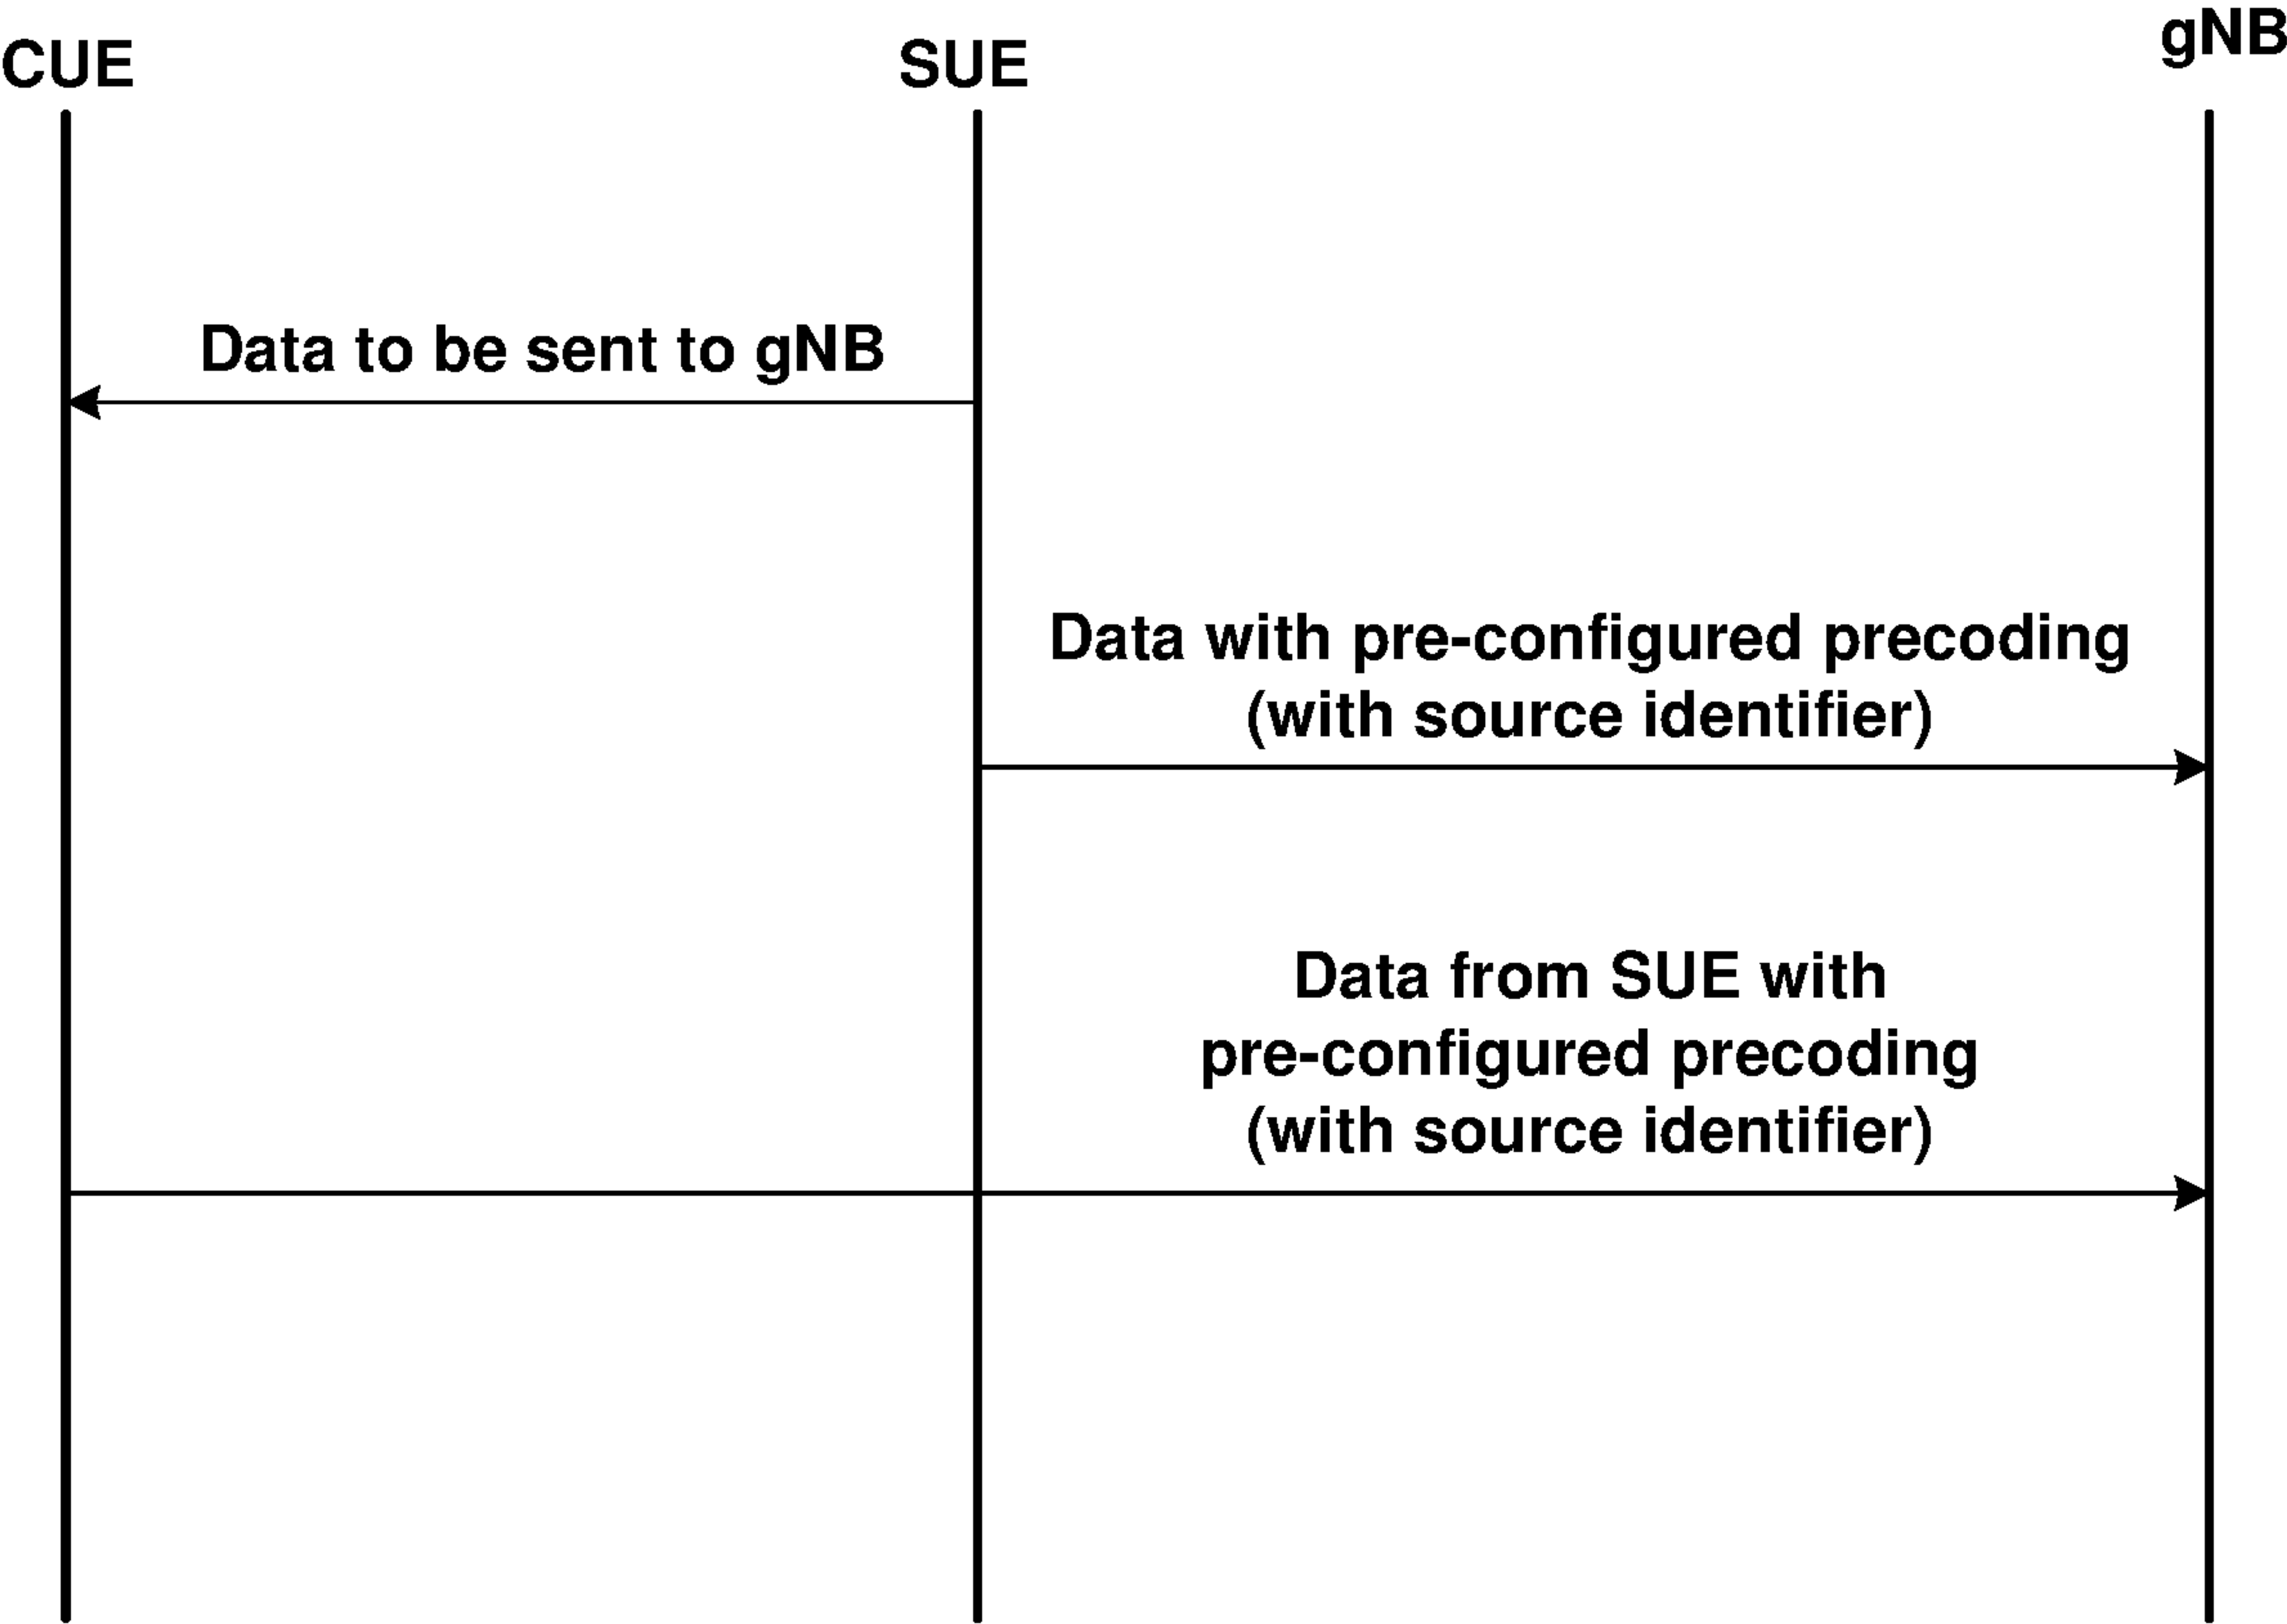 CUE
SUE
gNB
Data to be sent to gNB
Data with pre-configured precoding
(with source identifier)
Data from SUE with
pre-configured precoding
(with source identifier)